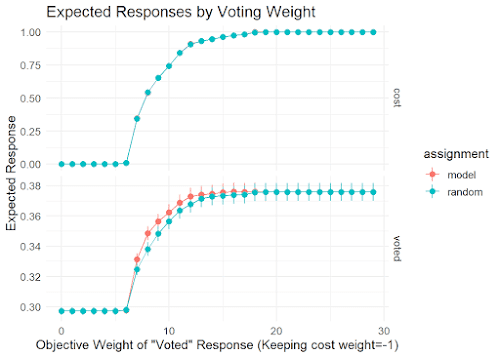 Expected Responses by Voting Weight
1.00
0.75
0.50
0.25
0.00
cost
0.38
0.36
0.34
0.32
0.30
voted
Expected Response
0 10 20 30
Objective Weight of "Voted" Response (Keeping cost weight=-1)
assignment
model
random